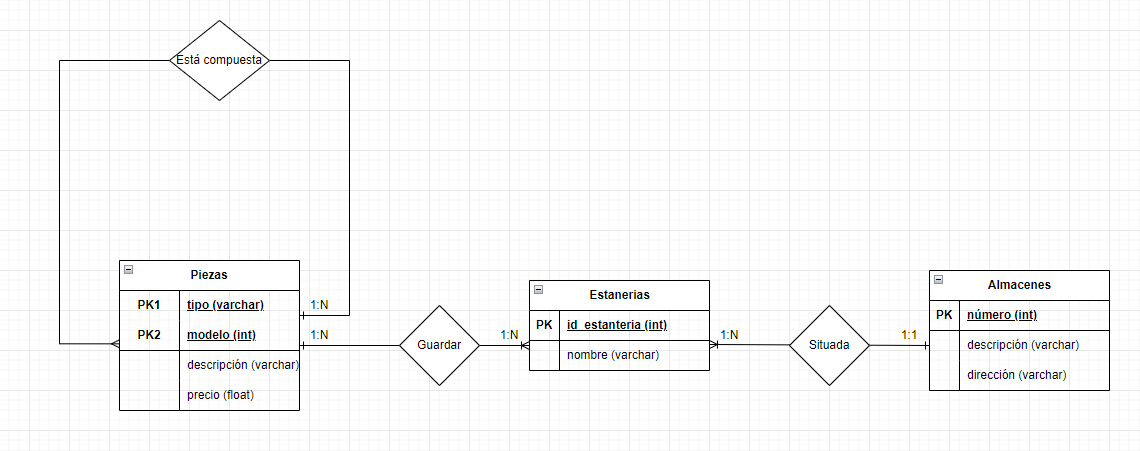 Está compuesta
Piezas
PK1 tipo (varchar)
PK2 modelo (int)
descripción (varchar)
precio (float)
1:N
1:N
Guardar
1:N
Estanerias
PK id_estanteria (int)
nombre (varchar)
1:N
Situada
1:1
Almacenes
PK número (int)
descripción (varchar)
dirección (varchar)